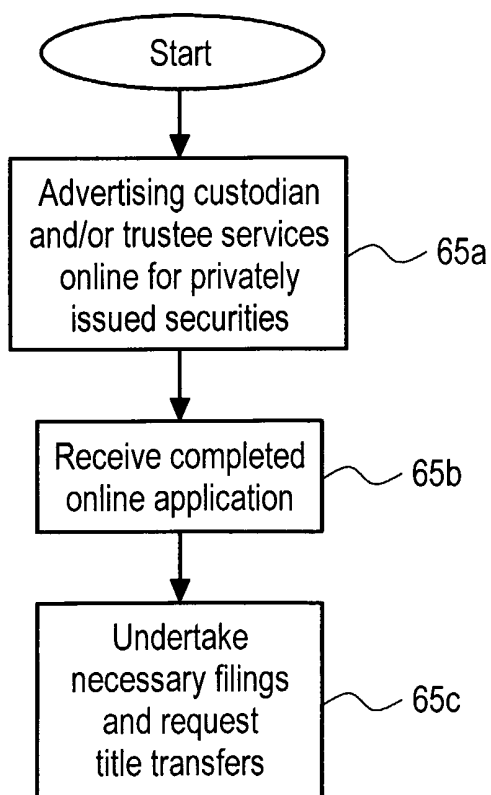 Start
Advertising custodian
and/or trustee services
online for privately
issued securities
65a
Receive completed
online application
65b
Undertake
necessary filings
and request
title transfers
65c